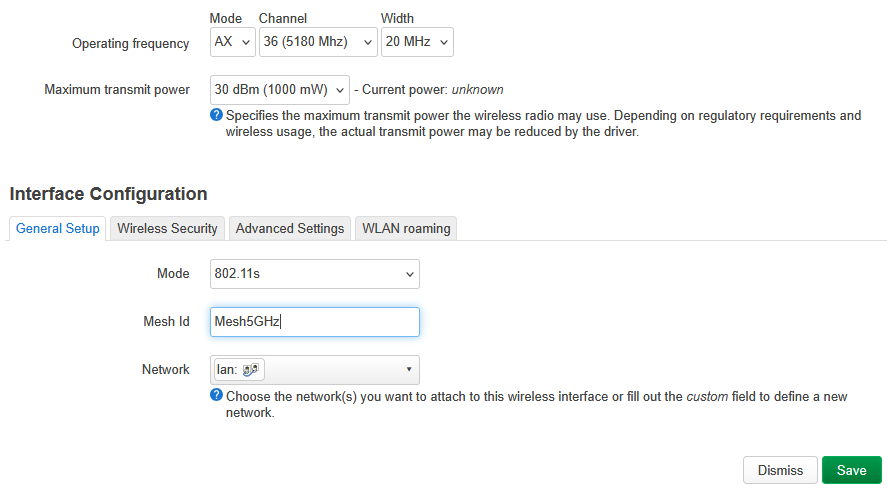 Mode Channel Width
Operating frequency AX 36 (5180 Mhz) 20 MHz
Maximum transmit power 30 dBm (1000 mW) - Current power: unknown
Specifies the maximum transmit power the wireless radio may use. Depending on regulatory requirements and
wireless usage, the actual transmit power may be reduced by the driver.
Interface Configuration
General Setup Wireless Security Advanced Settings WLAN roaming
Mode 802.11s
Mesh Id Mesh5GHz
Network lan:
Choose the network(s) you want to attach to this wireless interface or fill out the custom field to define a new
network.
Dismiss Save